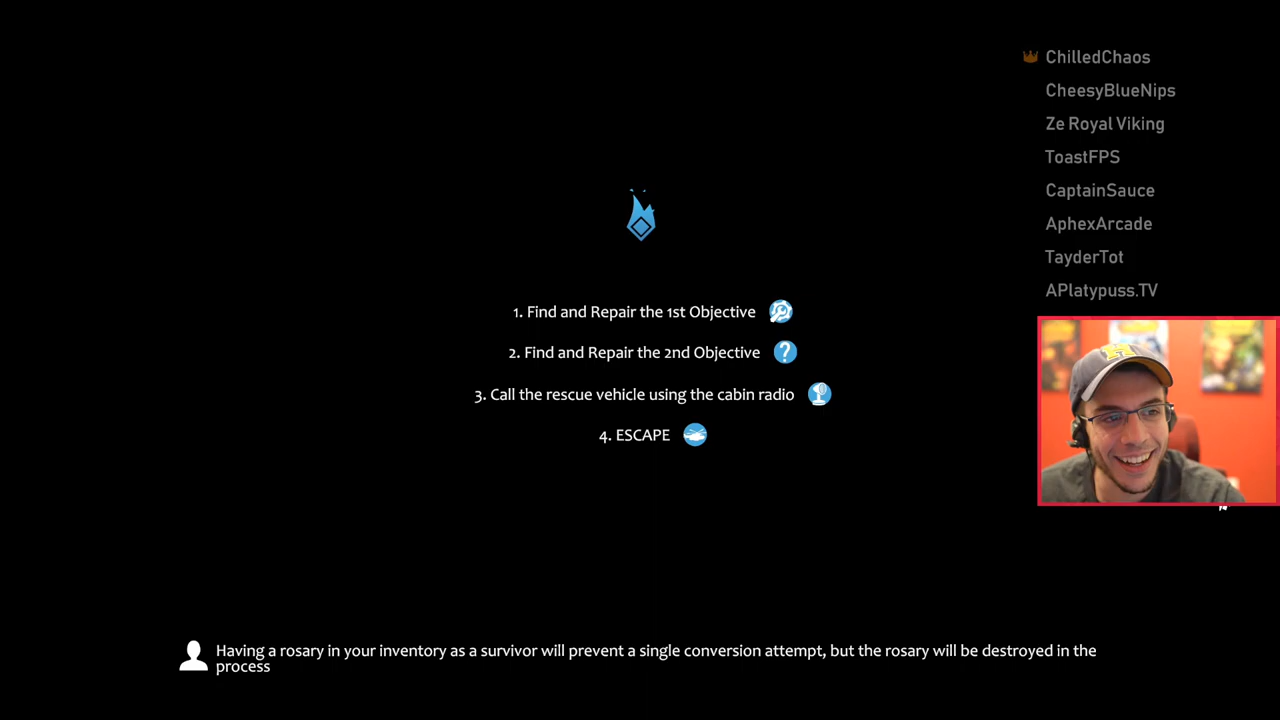 ChilledChaos
CheesyBlueNips
Ze Royal Viking
ToastFPS
CaptainSauce
AphexArcade
TayderTot
APlatypuss.TV
1. Find and Repair the 1st Objective
2. Find and Repair the 2nd Objective
?
3. Call the rescue vehicle using the cabin radio
4. ESCAPE
Having a rosary in your inventory as a survivor will prevent a single conversion attempt, but the rosary will be destroyed in the
process